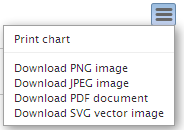 Print chart
Download PNG image
Download JPEG image
Download PDF document
Download SVG vector image